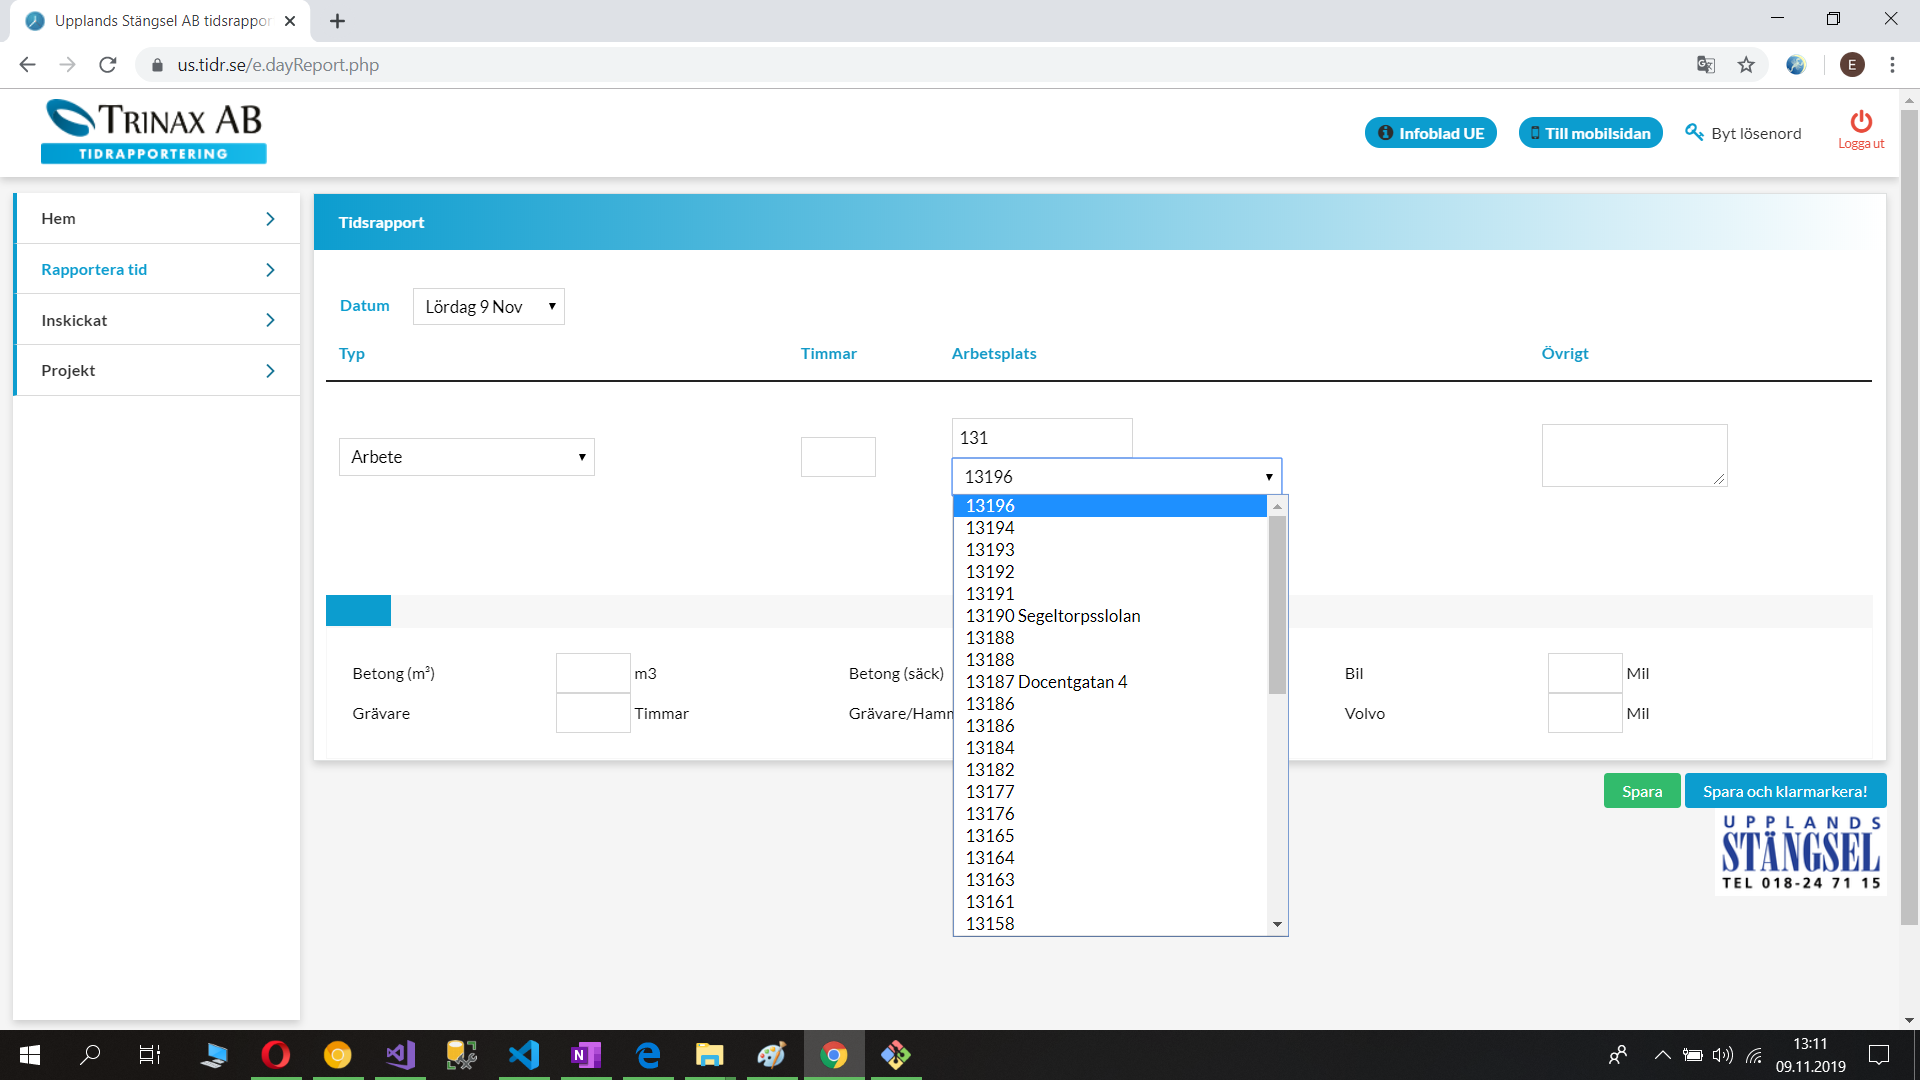 Upplands Stängsel AB tidsrappor
us.tidr.se/e.dayReport.php
E
TRINAX AB
TIDRAPPORTERING
Infoblad UE
Till mobilsidan
Byt lösenord
Logga ut
Hem
Rapportera tid
Inskickat
Projekt
Tidsrapport
Datum
Lördag 9 Nov
Typ
Timmar
Arbetsplats
Övrigt
Arbete
131
13196
13196
13194
13193
13192
13191
13190 Segeltorpsslolan
13188
13188
13187 Docentgatan 4
13186
13186
13184
13182
13177
13176
13165
13164
13163
13161
13158
Betong (m³)
m3
Betong (säck)
Bil
Mil
Grävare
Timmar
Grävare/Hamm
Volvo
Mil
Spara
Spara och klarmarkera!
UPPLANDS
STÄNGSEL
TEL 018-24 71 15
N
13:11
09.11.2019